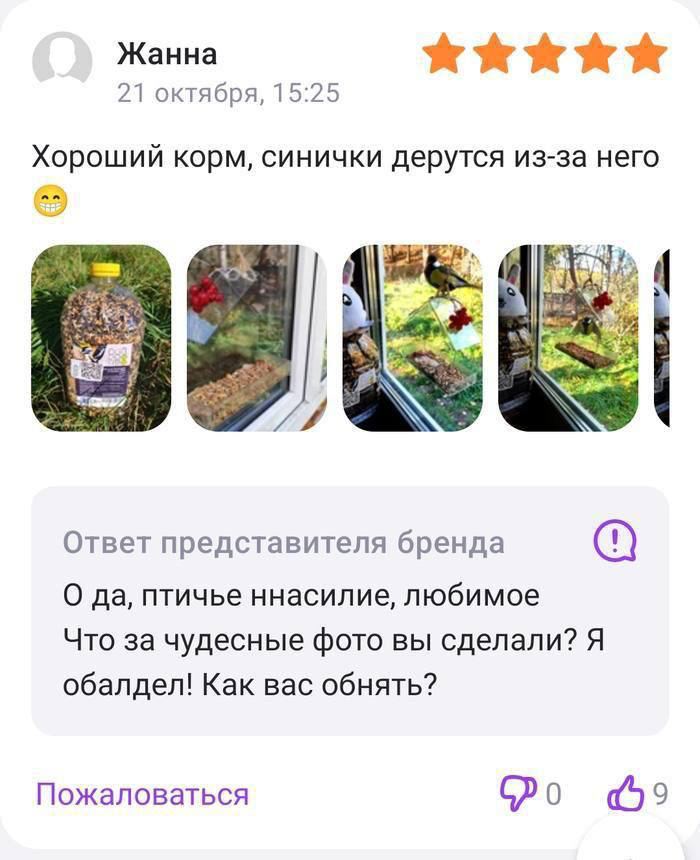 Жанна
21 октября, 15:25
Хороший корм, синички дерутся из-за него
😁
Ответ представителя бренда
О да, птичье ннасилие, любимое
Что за чудесные фото вы сделали? Я
обалдел! Как вас обнять?
Пожаловаться
0
9